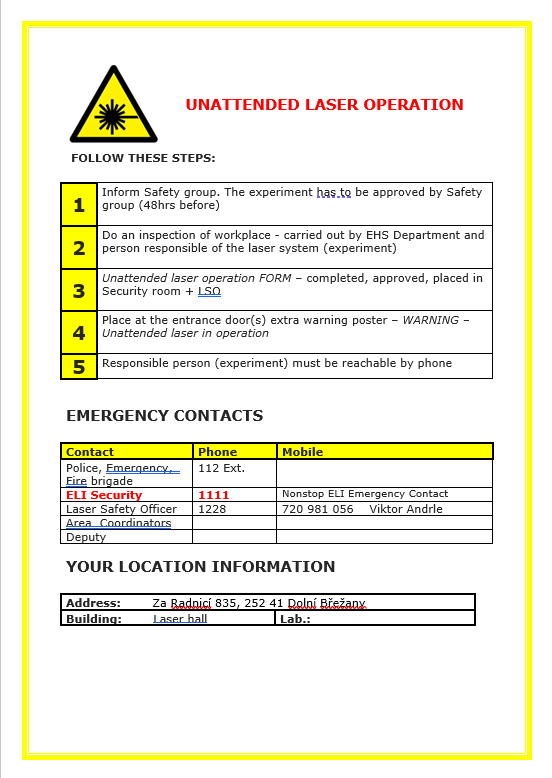 UNATTENDED LASER OPERATION
FOLLOW THESE STEPS:
1
Inform Safety group. The experiment has to be approved by Safety
group (48hrs before)
2
Do an inspection of workplace - carried out by EHS Department and
person responsible of the laser system (experiment)
3
Unattended laser operation FORM – completed, approved, placed in
Security room + LSO
4
Place at the entrance door(s) extra warning poster – WARNING –
Unattended laser in operation
5
Responsible person (experiment) must be reachable by phone
EMERGENCY CONTACTS
Contact Phone Mobile
Police, Emergency, 112 Ext.
Fire brigade
ELI Security 1111 Nonstop ELI Emergency Contact
Laser Safety Officer 1228 720 981 056 Viktor Andrle
Area Coordinators
Deputy
YOUR LOCATION INFORMATION
Address: Za Radnicí 835, 252 41 Dolní Břežany
Building: Laser hall Lab.: